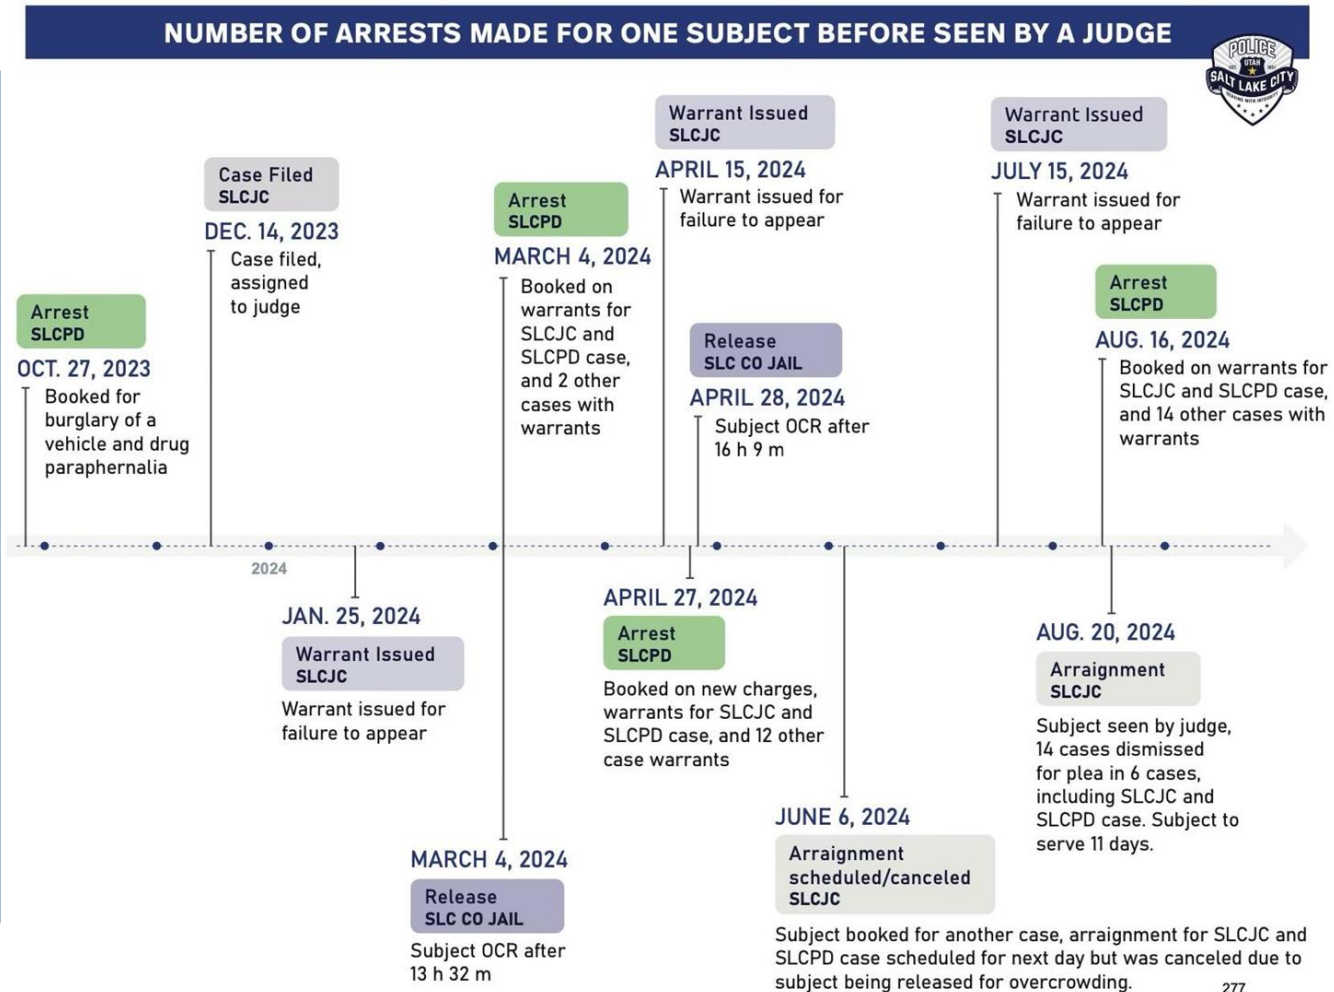 NUMBER OF ARRESTS MADE FOR ONE SUBJECT BEFORE SEEN BY A JUDGE
POLICE
UTAH
SALT LAKE CITY
SERVING WITH INTEGRITY
Arrest
SLCPD
OCT. 27, 2023
Booked for
burglary of a
vehicle and drug
paraphernalia
Case Filed
SLCJC
DEC. 14, 2023
Case filed,
assigned
to judge
2024
JAN. 25, 2024
Warrant Issued
SLCJC
Warrant issued for
failure to appear
Arrest
SLCPD
MARCH 4, 2024
Booked on
warrants for
SLCJC and
SLCPD case,
and 2 other
cases with
warrants
MARCH 4, 2024
Release
SLC CO JAIL
Subject OCR after
13 h 32 m
Warrant Issued
SLCJC
APRIL 15, 2024
Warrant issued for
failure to appear
APRIL 27, 2024
Arrest
SLCPD
Booked on new charges,
warrants for SLCJC and
SLCPD case, and 12 other
case warrants
Release
SLC CO JAIL
APRIL 28, 2024
Subject OCR after
16 h 9 m
JUNE 6, 2024
Arraignment
scheduled/canceled
SLCJC
Subject booked for another case, arraignment for SLCJC and
SLCPD case scheduled for next day but was canceled due to
subject being released for overcrowding.
Warrant Issued
SLCJC
JULY 15, 2024
Warrant issued for
failure to appear
Arrest
SLCPD
AUG. 16, 2024
Booked on warrants for
SLCJC and SLCPD case,
and 14 other cases with
warrants
AUG. 20, 2024
Arraignment
SLCJC
Subject seen by judge,
14 cases dismissed
for plea in 6 cases,
including SLCJC and
SLCPD case. Subject to
serve 11 days.
277